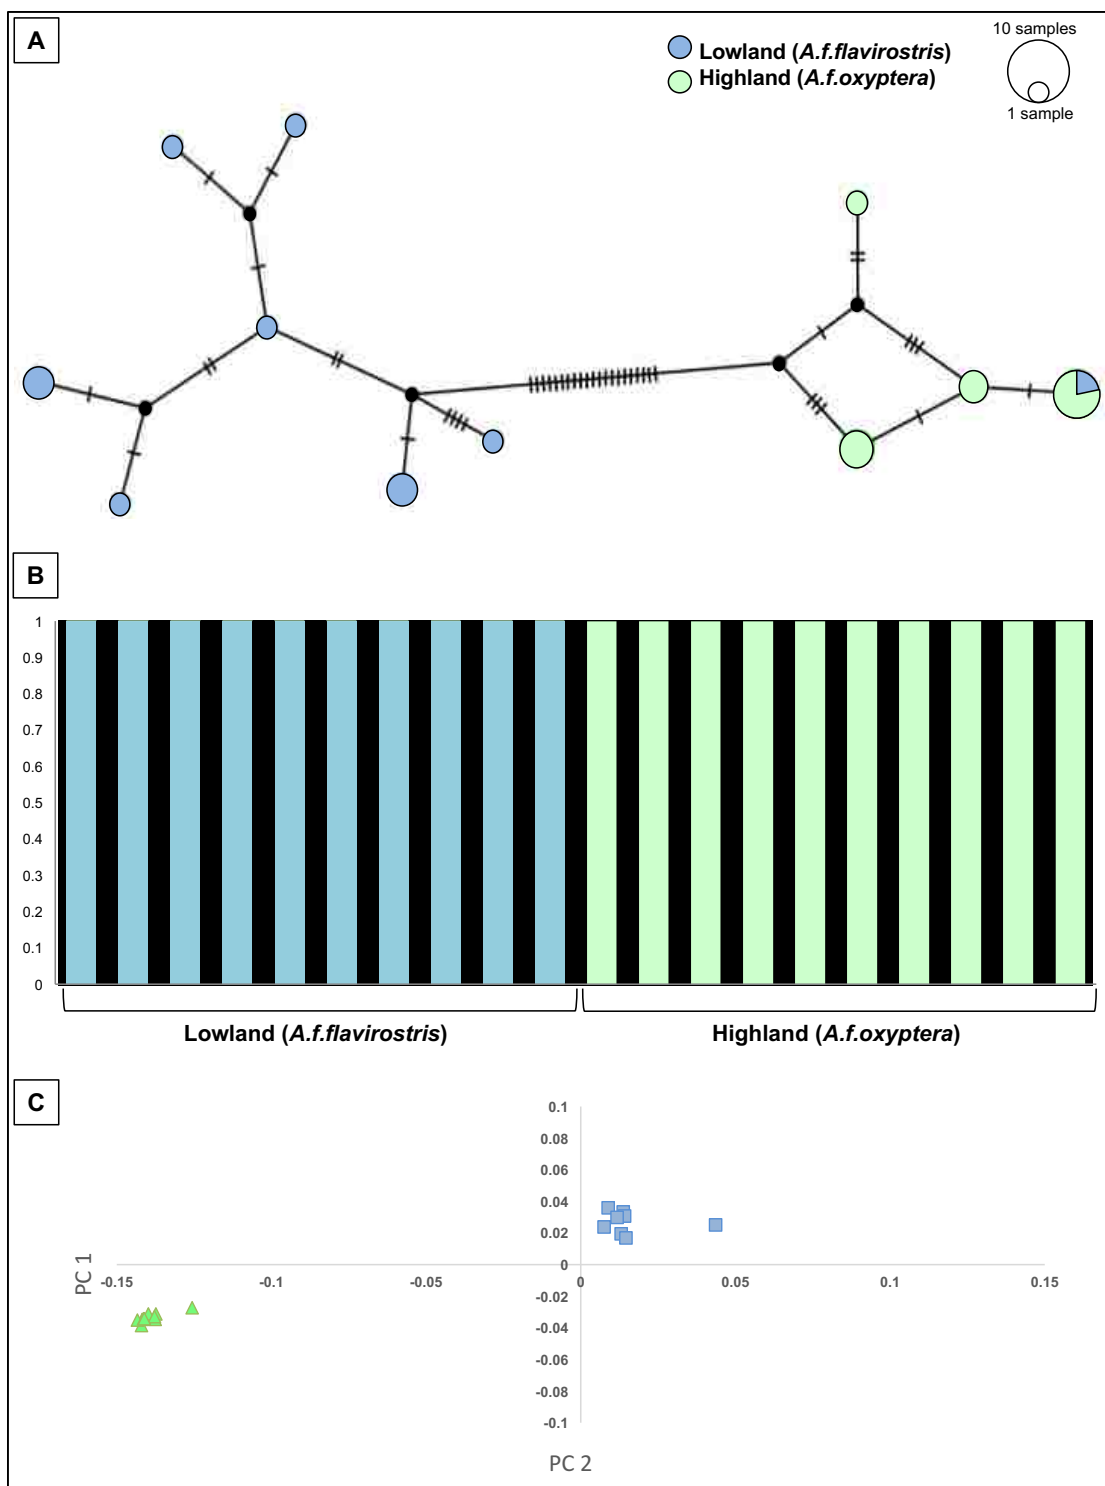 A
10 samples
Lowland (A.f.flavirostris)
Highland (A.f.oxyptera)
1 sample
B
1
0.9
0.8
0.7
0.6
0.5
0.4
0.3
0.2
0.1
0
Lowland (A.f.flavirostris) Highland (A.f.oxyptera)
C
0.1
0.08
0.06
0.04
0.02
0
PC 1
-0.15 -0.1 -0.05 0 0.05 0.1 0.15
-0.02
-0.04
-0.06
-0.08
-0.1
PC 2